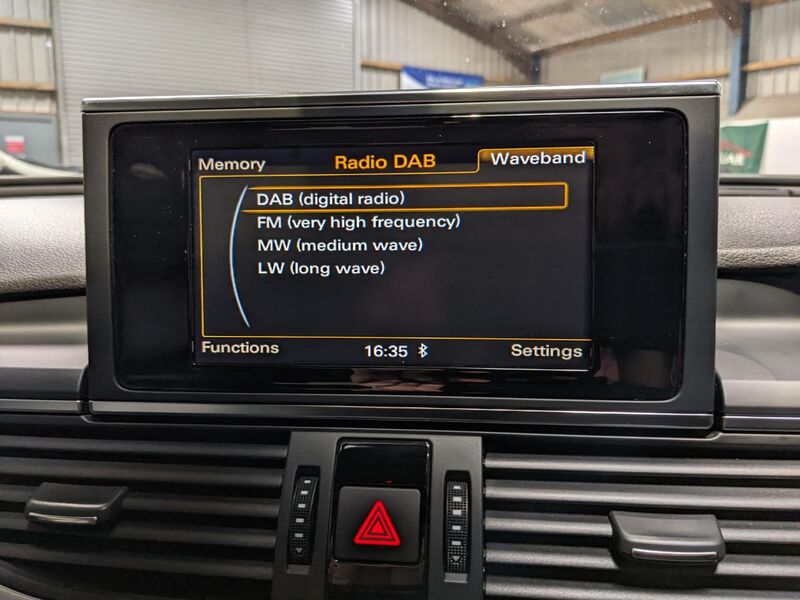 Memory Radio DAB Waveband
DAB (digital radio)
FM (very high frequency)
MW (medium wave)
LW (long wave)
Functions 16:35 Settings